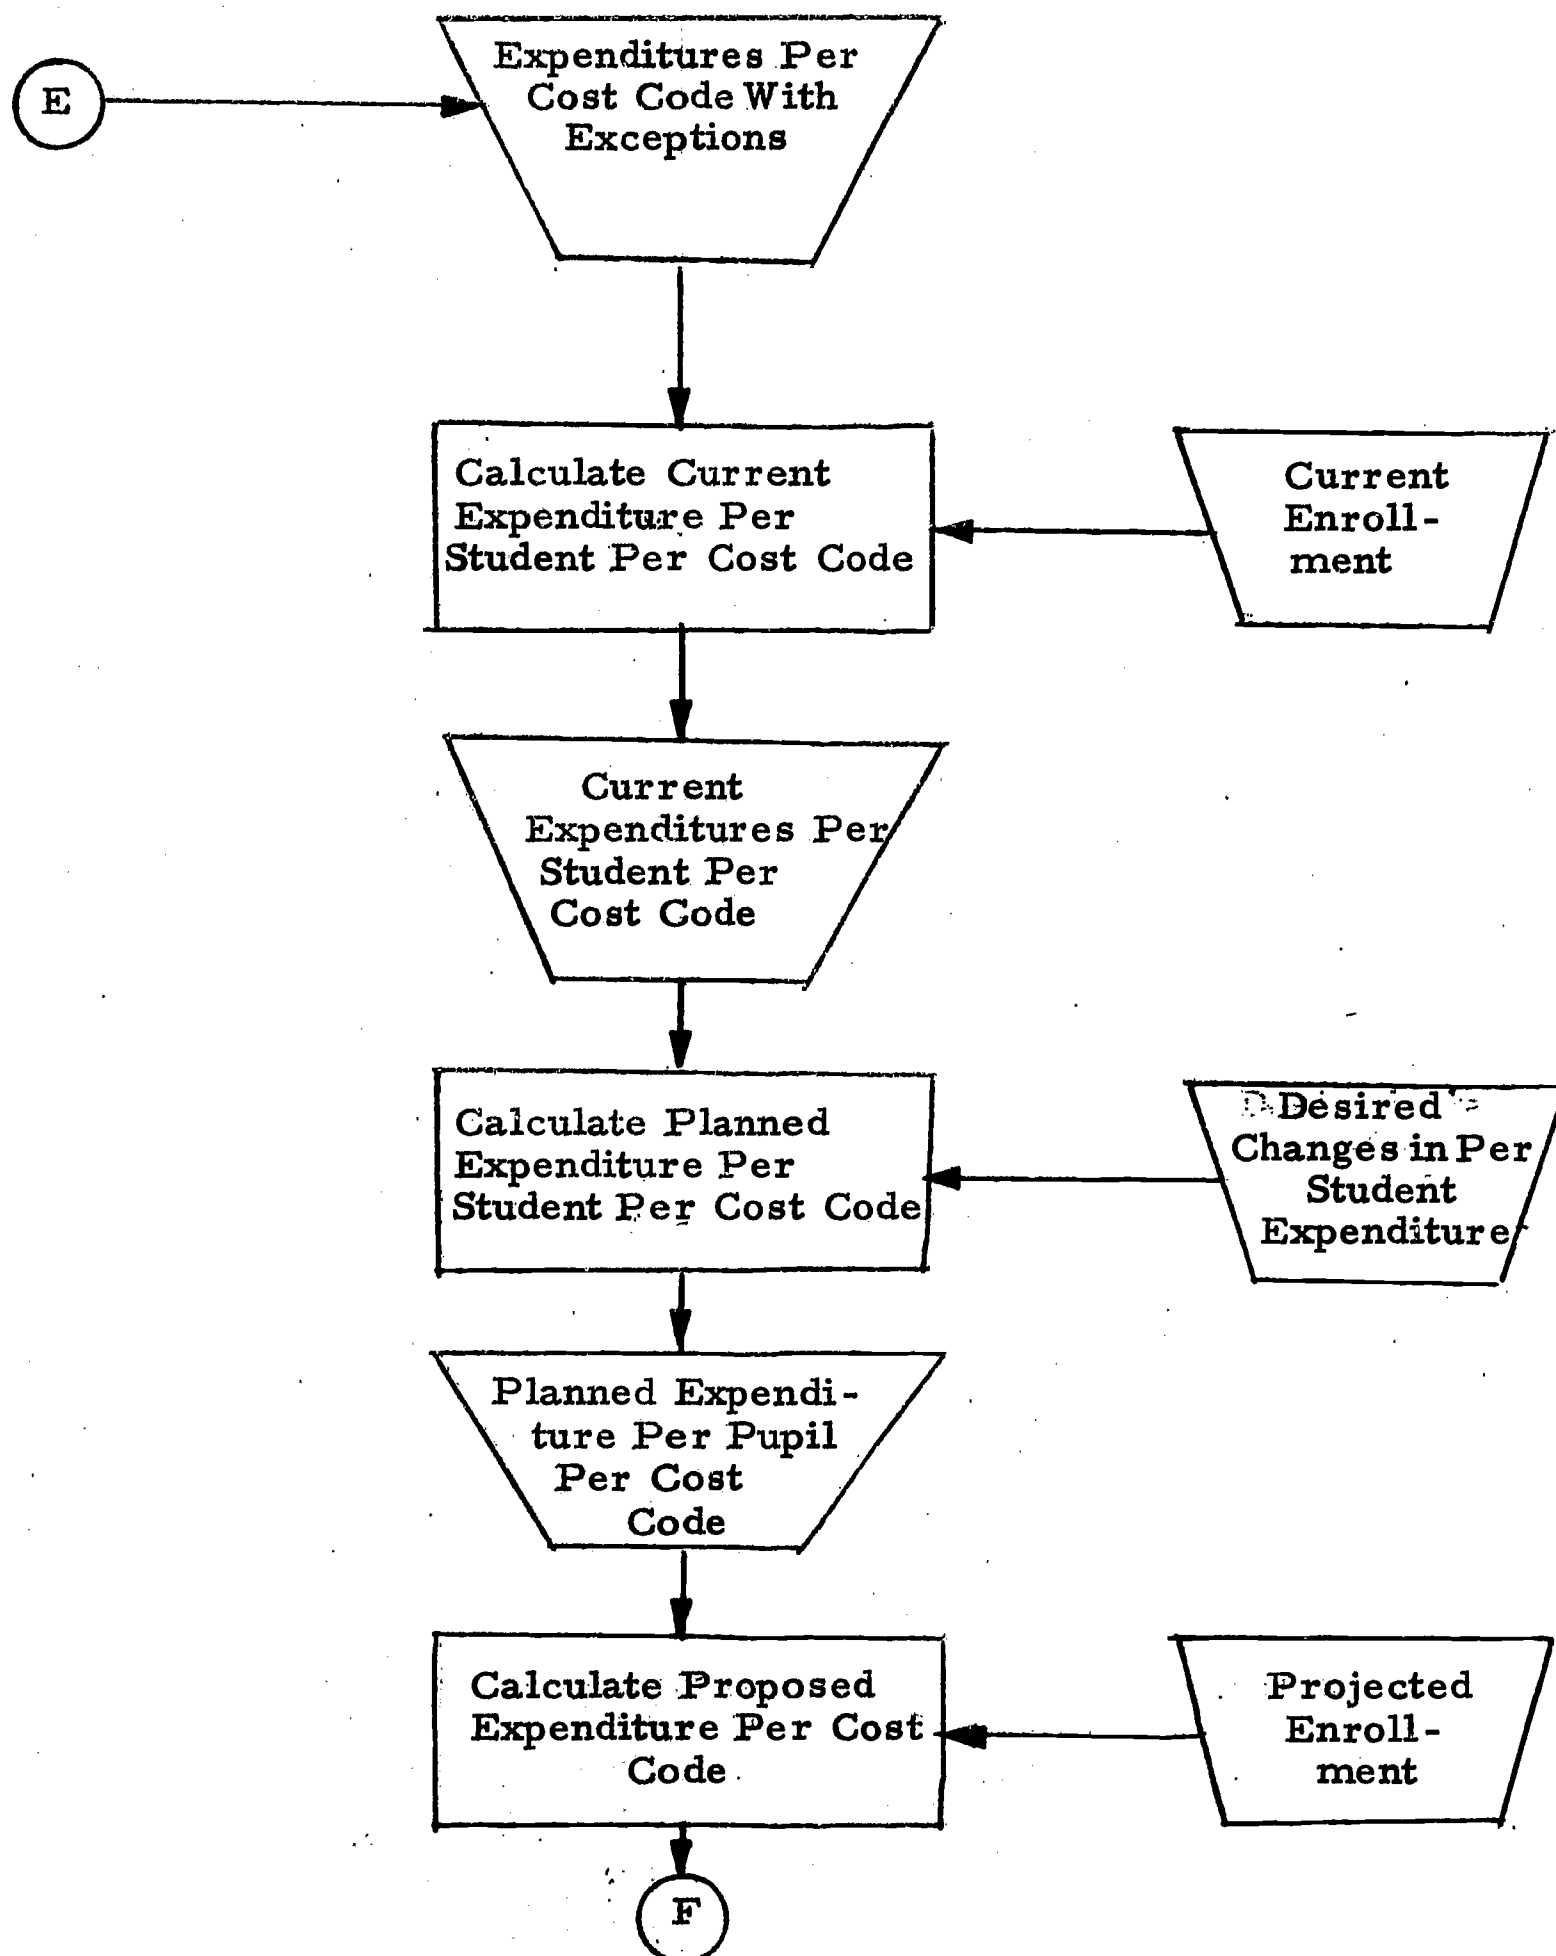 E
Expenditures Per
Cost Code With
Exceptions
Calculate Current
Expenditure Per
Student Per Cost Code
Current
Enroll-
ment
Current
Expenditures Per
Student Per
Cost Code
Calculate Planned
Expenditure Per
Student Per Cost Code
Desired
Changes in Per
Student
Expenditure
Planned Expendi-
ture Per Pupil
Per Cost
Code
Calculate Proposed
Expenditure Per Cost
Code
Projected
Enroll-
ment
F